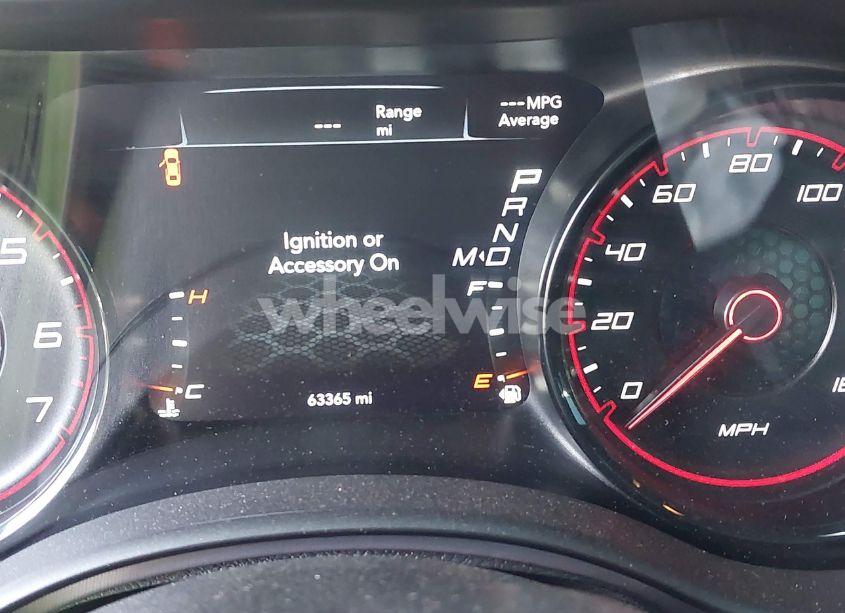 --- Range
mi
---MPG
Average
P
R
N
M D
Ignition or
Accessory On
H
C
F
E
63365 mi
wheelwise
5
6
7
0
20
40
60
80
100
MPH